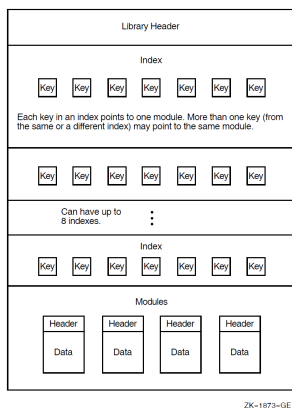 Library Header
Index
Key Key Key Key Key Key Key
Each key in an index points to one module. More than one key (from
the same or a different index) may point to the same module.
Key Key Key Key Key Key Key
Can have up to
8 indexes.
Index
Key Key Key Key Key Key Key
Modules
Header Header Header Header
Data Data Data Data
ZK-1873-GE